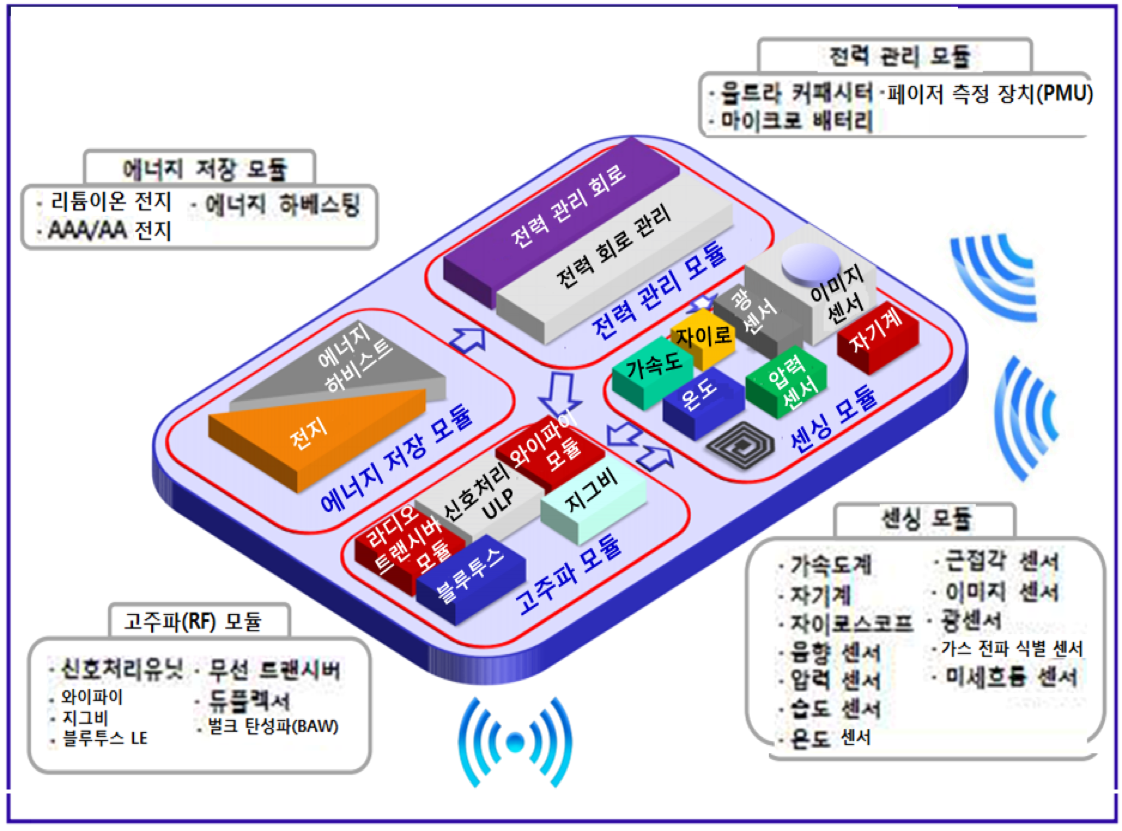 전력 관리 모듈
· 울트라 커패시터 · 페이저 측정 장치(PMU)
· 마이크로 배터리
에너지 저장 모듈
· 리튬이온 전지 · 에너지 하베스팅
· AAA/AA 전지
전력 관리 회로
전력 회로 관리
전력 관리 모듈
에너지
하비스트
전지
에너지 저장 모듈
이미지
센서
광
센서
자기계
자이로
가속도
압력
센서
온도
센싱 모듈
와이파이
모듈
신호처리
ULP
지그비
라디오
트랜시버
모듈
블루투스
고주파 모듈
고주파(RF) 모듈
· 신호처리유닛 · 무선 트랜시버
· 와이파이 · 듀플렉서
· 지그비 · 벌크 탄성파(BAW)
· 블루투스 LE
센싱 모듈
· 가속도계 · 근접각 센서
· 자기계 · 이미지 센서
· 자이로스코프 · 광센서
· 음향 센서 · 가스 전파 식별 센서
· 압력 센서 · 미세흐름 센서
· 습도 센서
· 온도 센서